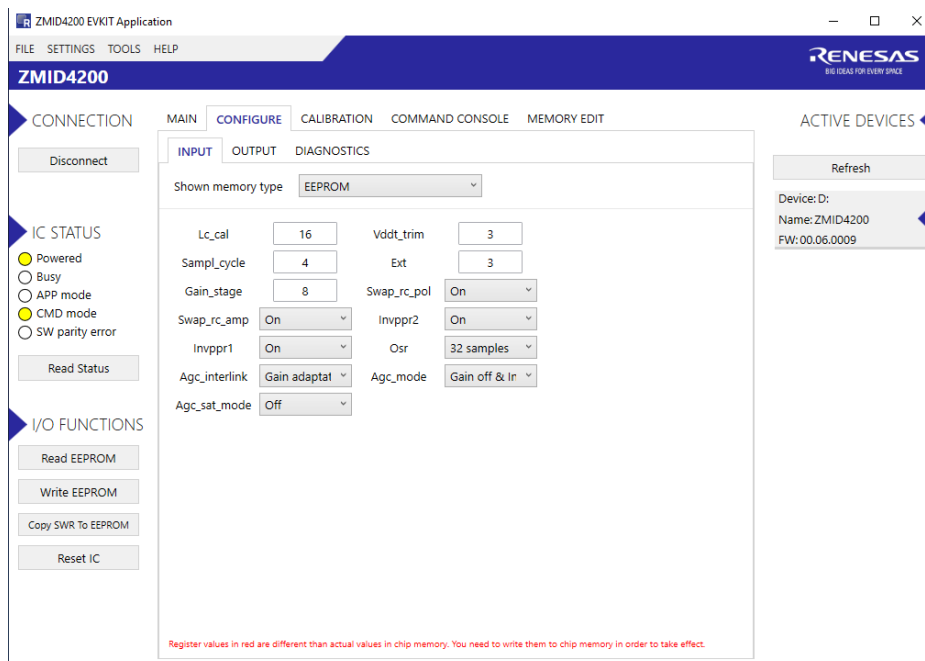 ZMID4200 EVKIT Application
FILE SETTINGS TOOLS HELP
RENESAS
BIG IDEAS FOR EVERY SPACE
ZMID4200
CONNECTION
Disconnect
IC STATUS
Powered
Busy
APP mode
CMD mode
SW parity error
Read Status
I/O FUNCTIONS
Read EEPROM
Write EEPROM
Copy SWR To EEPROM
Reset IC
MAIN CONFIGURE CALIBRATION COMMAND CONSOLE MEMORY EDIT
INPUT OUTPUT DIAGNOSTICS
Shown memory type EEPROM
Lc_cal 16 Vddt_trim 3
Sampl_cycle 4 Ext 3
Gain_stage 8 Swap_rc_pol On
Swap_rc_amp On Invppr2 On
Invppr1 On Osr 32 samples
Agc_interlink Gain adaptat Agc_mode Gain off & Ir
Agc_sat_mode Off
Register values in red are different than actual values in chip memory. You need to write them to chip memory in order to take effect.
ACTIVE DEVICES
Refresh
Device: D:
Name: ZMID4200
FW: 00.06.0009